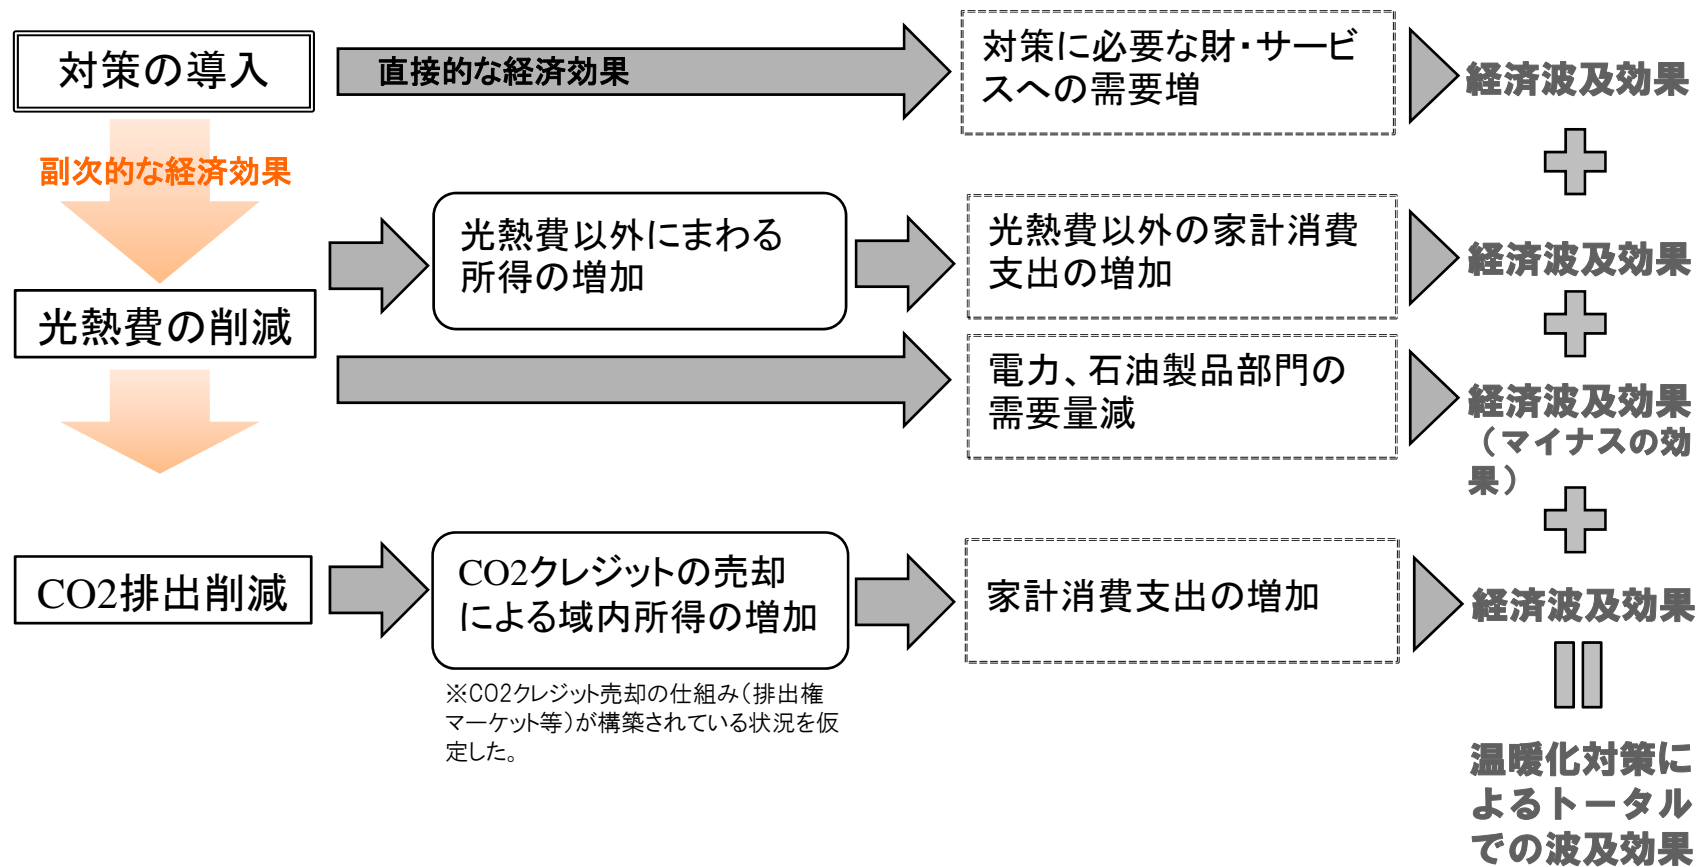 対策の導入
直接的な経済効果
対策に必要な財・サービ
スへの需要増
経済波及効果
副次的な経済効果
光熱費以外にまわる
所得の増加
光熱費以外の家計消費
支出の増加
経済波及効果
光熱費の削減
電力、石油製品部門の
需要量減
経済波及効果
（マイナスの効
果）
CO2排出削減
CO2クレジットの売却
による域内所得の増加
家計消費支出の増加
経済波及効果
※CO2クレジット売却の仕組み（排出権
マーケット等）が構築されている状況を仮
定した。
温暖化対策に
よるトータル
での波及効果